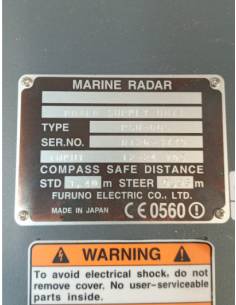 MARINE RADAR
POWER SUPPLY UNIT
TYPE
SER.NO.
INPUT
COMPASS SAFE DISTANCE
STD m STEER m
FURUNO ELECTRIC CO., LTD.
MADE IN JAPAN CE0560
WARNING
To avoid electrical shock, do not
remove cover. No user-serviceable
parts inside.